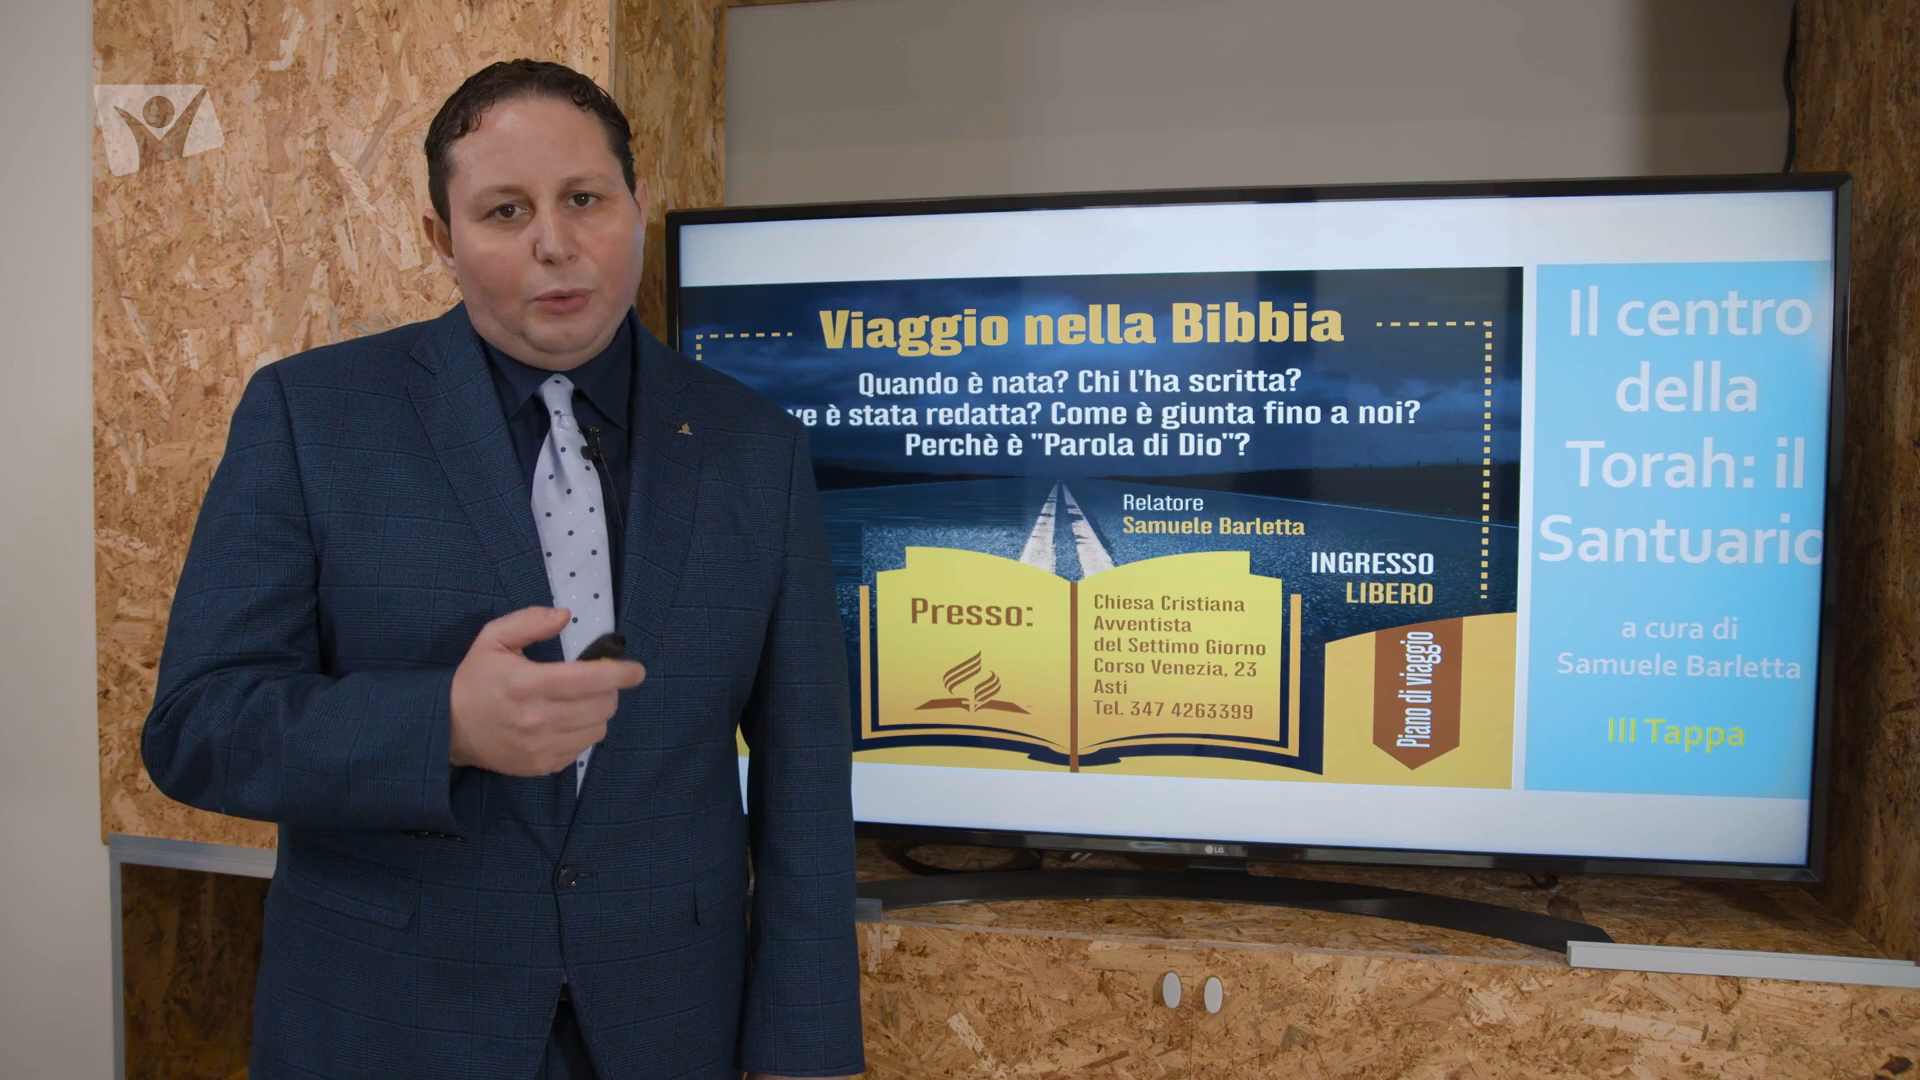 Viaggio nella Bibbia
Quando è nata? Chi l'ha scritta?
è stata redatta? Come è giunta fino a noi?
Perchè è "Parola di Dio"?
Relatore
Samuele Barletta
INGRESSO
LIBERO
Presso:
Chiesa Cristiana
Avventista
del Settimo Giorno
Corso Venezia, 23
Asti
Tel. 347 4263399
Piano di viaggio
Il centro
della
Torah: il
Santuario
a cura di
Samuele Barletta
III Tappa
LG